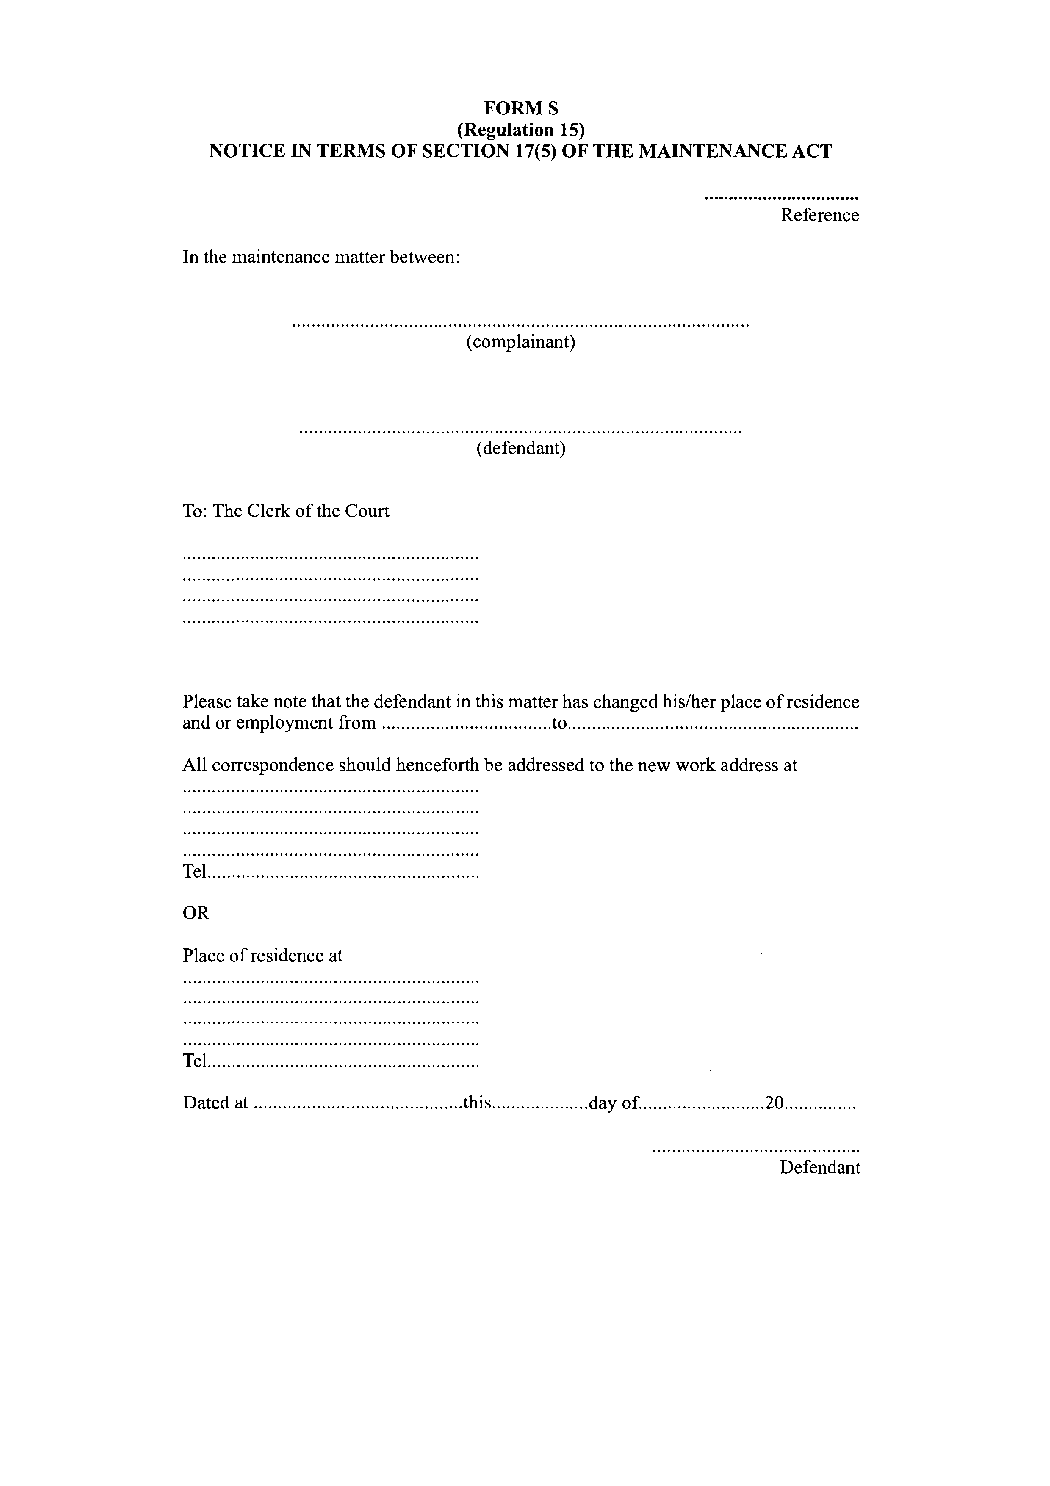 FORM S
(Regulation 15)
NOTICE IN TERMS OF SECTION 17(5) OF THE MAINTENANCE ACT
................................
Reference
In the maintenance matter between:
................................................................................................
(complainant)
.............................................................................................
(defendant)
To: The Clerk of the Court
..............................................................
..............................................................
..............................................................
..............................................................
Please take note that the defendant in this matter has changed his/her place of residence
and or employment from ...................................to.............................................................
All correspondence should henceforth be addressed to the new work address at
..............................................................
..............................................................
..............................................................
..............................................................
Tel.........................................................
OR
Place of residence at
..............................................................
..............................................................
..............................................................
..............................................................
Tel.........................................................
Dated at ............................................this....................day of..........................20...............
...........................................
Defendant